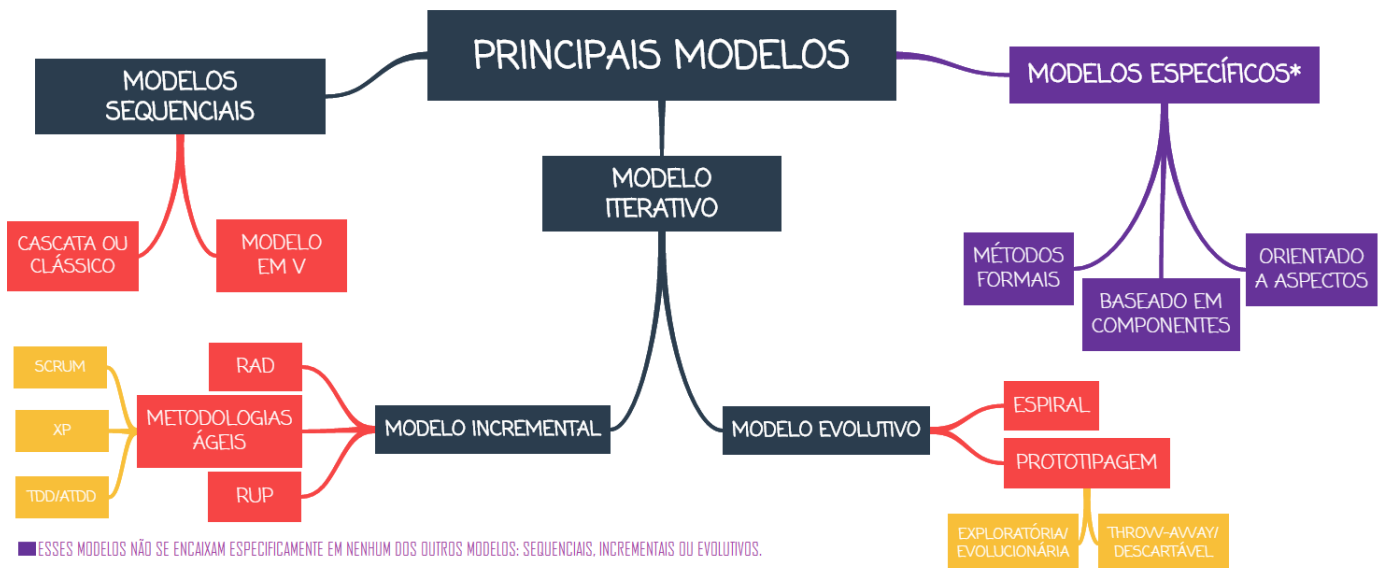 PRINCIPAIS MODELOS
MODELOS
SEQUENCIAIS
MODELOS ESPECÍFICOS*
MODELO
ITERATIVO
CASCATA OU
CLÁSSICO
MODELO
EM V
MÉTODOS
FORMAIS
BASEADO EM
COMPONENTES
ORIENTADO
A ASPECTOS
SCRUM
XP
TDD/ATDD
RAD
METODOLOGIAS
ÁGEIS
RUP
MODELO INCREMENTAL
MODELO EVOLUTIVO
ESPIRAL
PROTOTIPAGEM
EXPLORATÓRIA/
EVOLUCIONÁRIA
THROW-AWAY/
DESCARTÁVEL
ESSES MODELOS NÃO SE ENCAIXAM ESPECIFICAMENTE EM NENHUM DOS OUTROS MODELOS: SEQUENCIAIS, INCREMENTAIS OU EVOLUTIVOS.